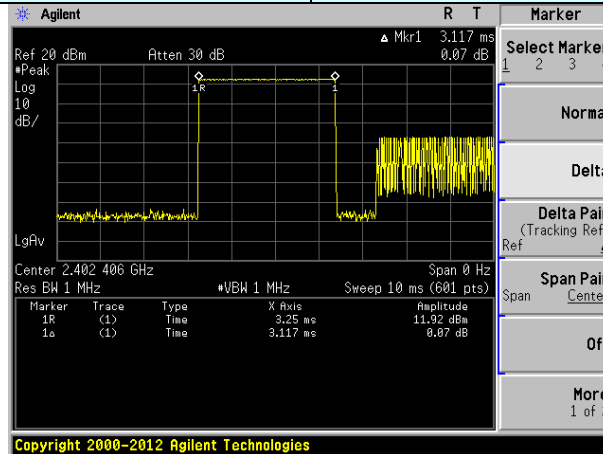 Agilent R T
Marker
Mkr1 3.117 ms
0.07 dB
Ref 20 dBm Atten 30 dB
#Peak
Log
10
dB/
1R
1
LgAv
Center 2.402 406 GHz Span 0 Hz
Res BW 1 MHz #VBW 1 MHz Sweep 10 ms (601 pts)
Marker Trace Type X Axis Amplitude
1R (1) Time 3.25 ms 11.92 dBm
1Δ (1) Time 3.117 ms 0.07 dB
Select Marker
1 2 3
Norma
Delta
Delta Pai
(Tracking Ref
Ref
Span Pai
Span Cente
Of
More
1 of
Copyright 2000-2012 Agilent Technologies